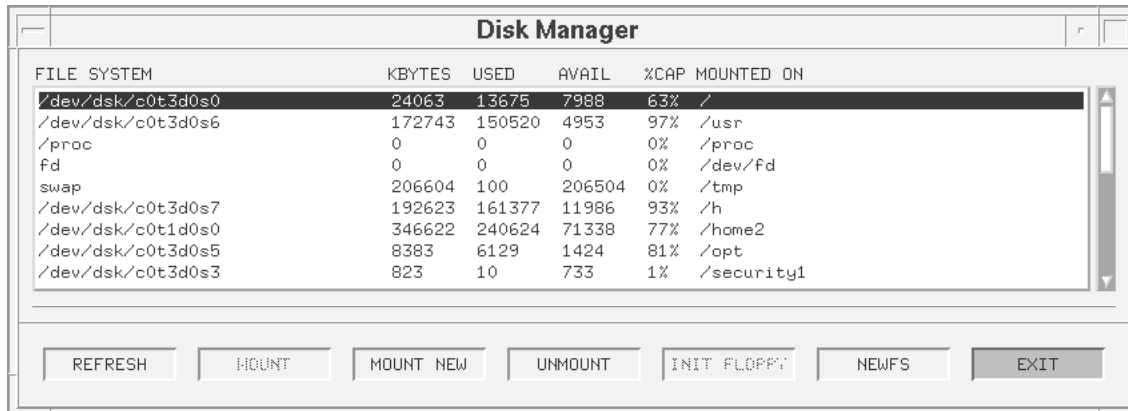 Disk Manager
FILE SYSTEM KBYTES USED AVAIL %CAP MOUNTED ON
/dev/dsk/c0t3d0s0 24063 13675 7988 63% /
/dev/dsk/c0t3d0s6 172743 150520 4953 97% /usr
/proc 0 0 0 0% /proc
fd 0 0 0 0% /dev/fd
swap 206604 100 206504 0% /tmp
/dev/dsk/c0t3d0s7 192623 161377 11986 93% /h
/dev/dsk/c0t1d0s0 346622 240624 71338 77% /home2
/dev/dsk/c0t3d0s5 8383 6129 1424 81% /opt
/dev/dsk/c0t3d0s3 823 10 733 1% /security1
REFRESH MOUNT MOUNT NEW UNMOUNT INIT FLOPPY NEWFS EXIT